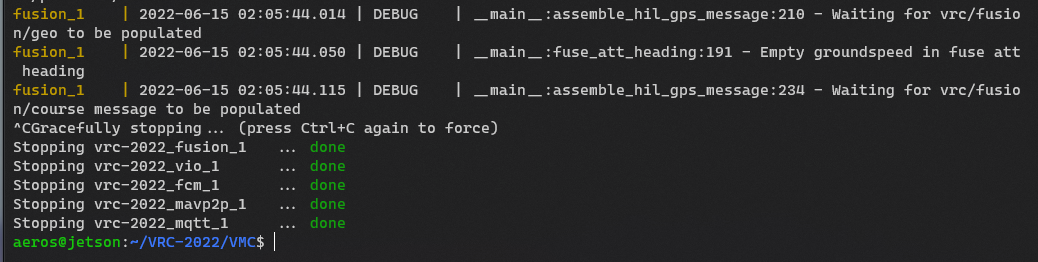 fusion_1    | 2022-06-15 02:05:44.014 | DEBUG    | __main__:assemble_hil_gps_message:210 - Waiting for vrc/fusio
n/geo to be populated
fusion_1    | 2022-06-15 02:05:44.050 | DEBUG    | __main__:fuse_att_heading:191 - Empty groundspeed in fuse att
 heading
fusion_1    | 2022-06-15 02:05:44.115 | DEBUG    | __main__:assemble_hil_gps_message:234 - Waiting for vrc/fusio
n/course message to be populated
^CGracefully stopping... (press Ctrl+C again to force)
Stopping vrc-2022_fusion_1   ... done
Stopping vrc-2022_vio_1      ... done
Stopping vrc-2022_fcm_1      ... done
Stopping vrc-2022_mavp2p_1   ... done
Stopping vrc-2022_mqtt_1     ... done
aeros@jetson:~/VRC-2022/VMC$